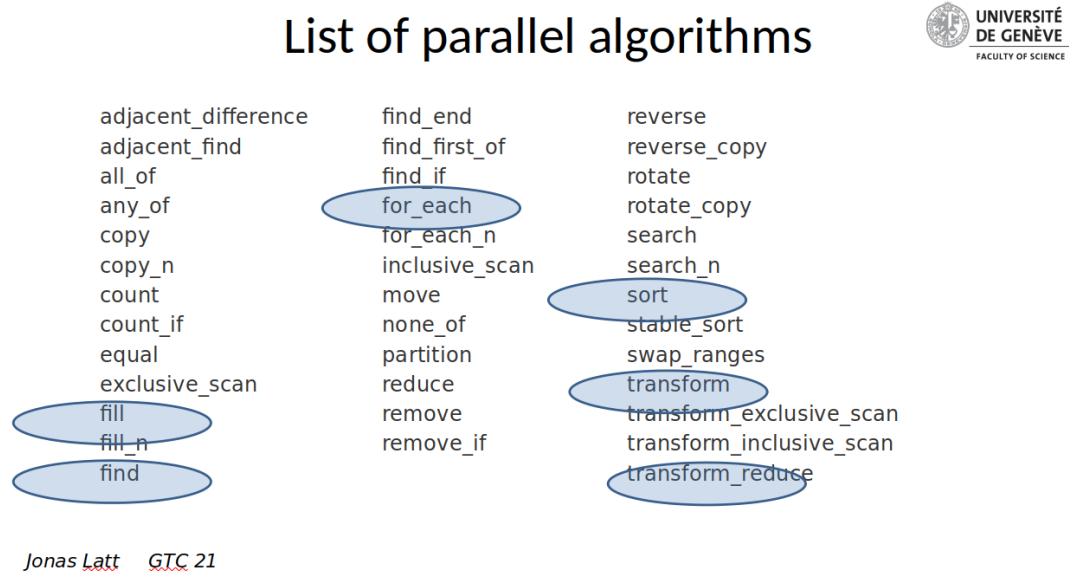 List of parallel algorithms
UNIVERSITÉ
DE GENÈVE
FACULTY OF SCIENCE
adjacent_difference
adjacent_find
all_of
any_of
copy
copy_n
count
count_if
equal
exclusive_scan
fill
fill_n
find
find_end
find_first_of
find_if
for_each
for_each_n
inclusive_scan
move
none_of
partition
reduce
remove
remove_if
reverse
reverse_copy
rotate
rotate_copy
search
search_n
sort
stable_sort
swap_ranges
transform
transform_exclusive_scan
transform_inclusive_scan
transform_reduce
Jonas Latt GTC 21